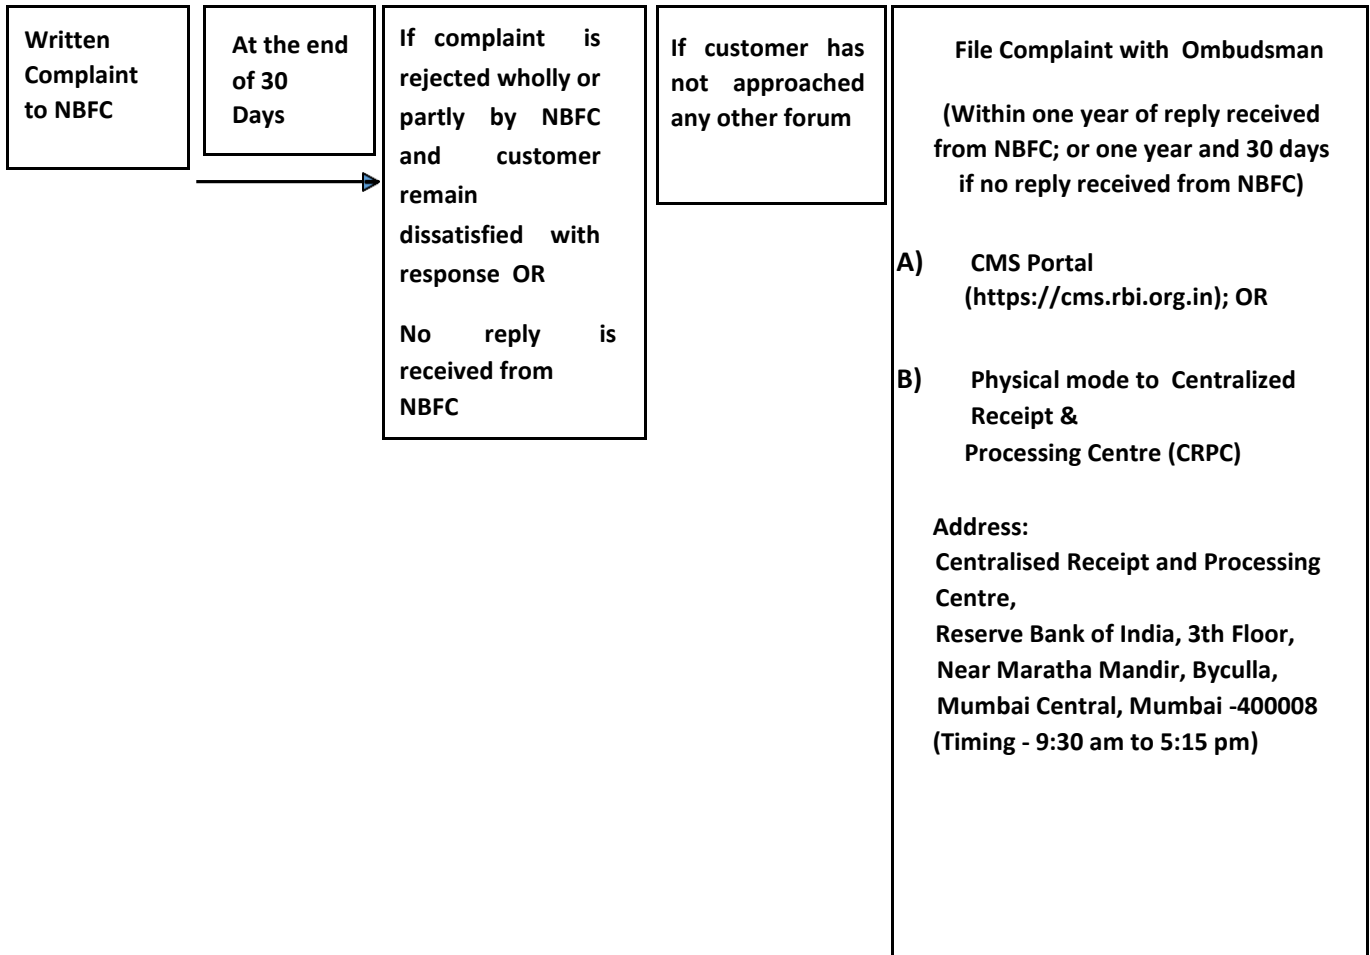 Written
Complaint
to NBFC
At the end
of 30
Days
If complaint is
rejected wholly or
partly by NBFC
and customer
remain
dissatisfied with
response OR
No reply is
received from
NBFC
If customer has
not approached
any other forum
File Complaint with Ombudsman
(Within one year of reply received
from NBFC; or one year and 30 days
if no reply received from NBFC)
A) CMS Portal
(https://cms.rbi.org.in); OR
B) Physical mode to Centralized
Receipt &
Processing Centre (CRPC)
Address:
Centralised Receipt and Processing
Centre,
Reserve Bank of India, 3th Floor,
Near Maratha Mandir, Byculla,
Mumbai Central, Mumbai -400008
(Timing - 9:30 am to 5:15 pm)